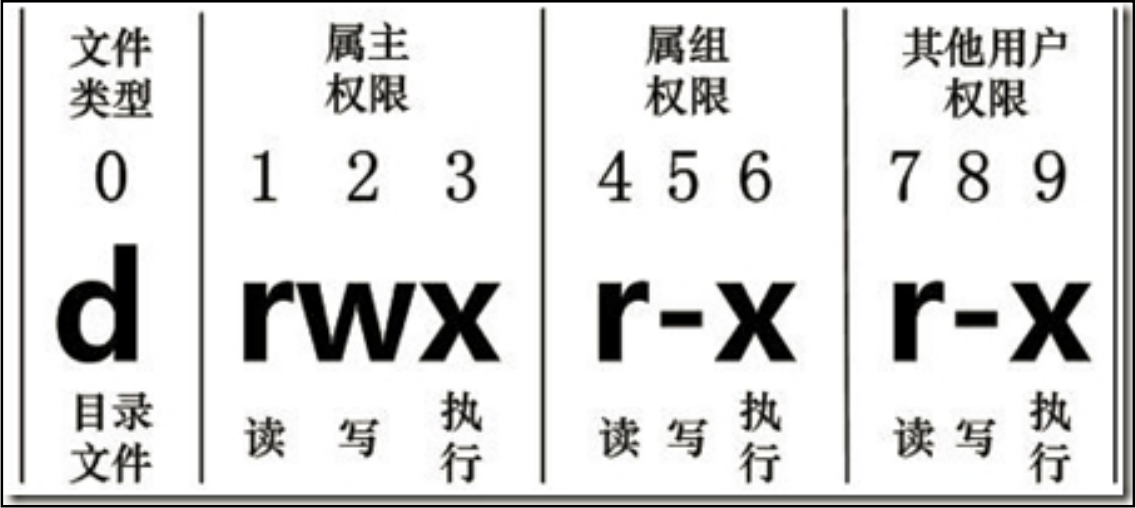 文件 属主 属组 其他用户
类型 权限 权限 权限
0 1 2 3 4 5 6 7 8 9
d rwx r-x r-x
目录文件 读 写 执行 读 写 执行 读 写 执行